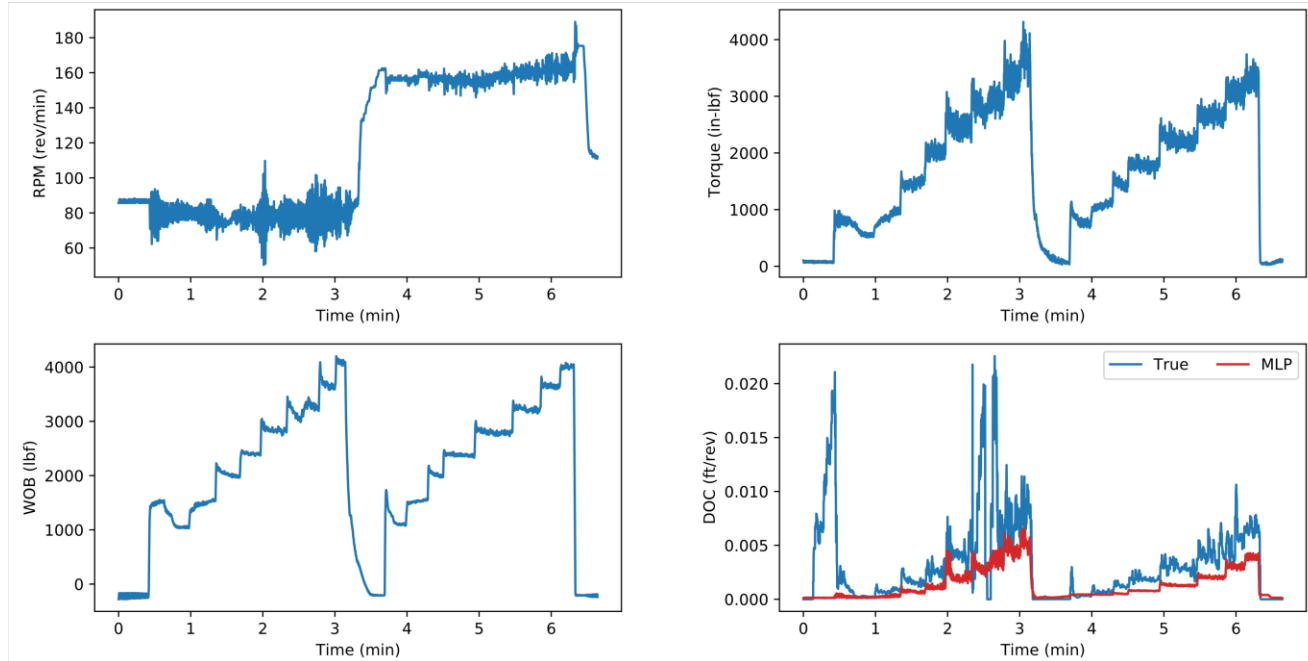 RPM (rev/min)
180
160
140
120
100
80
60
0 1 2 3 4 5 6
Time (min)
Torque (in-lbf)
4000
3000
2000
1000
0
0 1 2 3 4 5 6
Time (min)
WOB (lbf)
4000
3000
2000
1000
0
0 1 2 3 4 5 6
Time (min)
DOC (ft/rev)
0.020
0.015
0.010
0.005
0.000
True MLP
0 1 2 3 4 5 6
Time (min)